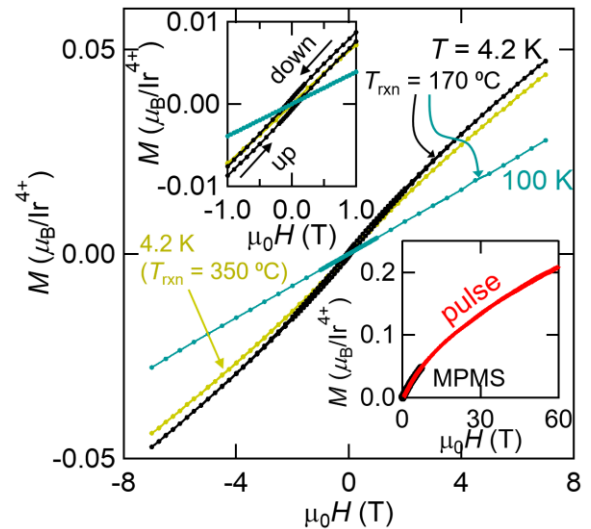 0.05
0.00
-0.05
M (μB/Ir4+)
-8
-4
0
4
8
μ0H (T)
0.01
0.00
-0.01
M (μB/Ir4+)
-1.0
0.0
1.0
μ0H (T)
down
up
T = 4.2 K
Trxn = 170 ºC
100 K
4.2 K
(Trxn = 350 ºC)
0.2
0.1
0.0
M (μB/Ir4+)
pulse
MPMS
0
30
60
μ0H (T)